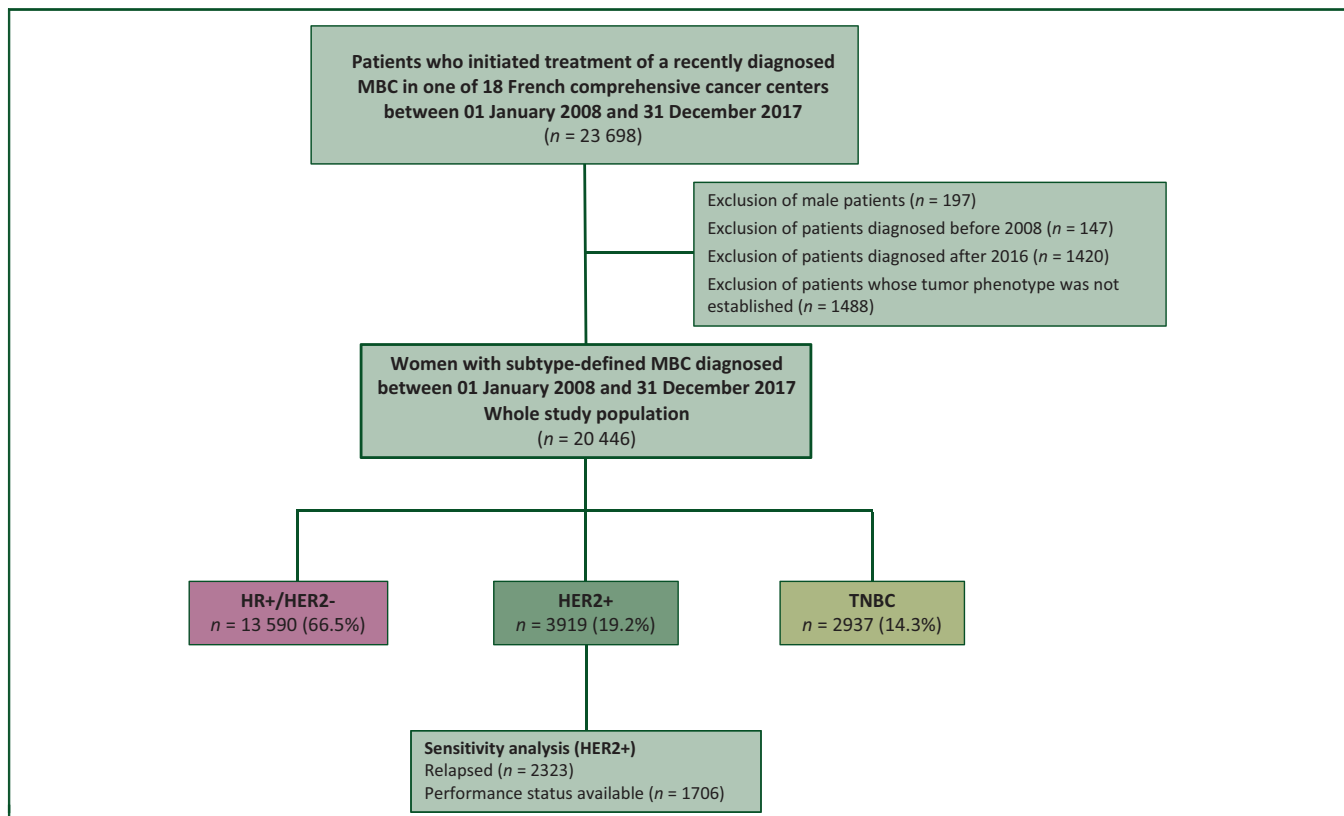 Patients who initiated treatment of a recently diagnosed
MBC in one of 18 French comprehensive cancer centers
between 01 January 2008 and 31 December 2017
(n = 23 698)
Exclusion of male patients (n = 197)
Exclusion of patients diagnosed before 2008 (n = 147)
Exclusion of patients diagnosed after 2016 (n = 1420)
Exclusion of patients whose tumor phenotype was not
established (n = 1488)
Women with subtype-defined MBC diagnosed
between 01 January 2008 and 31 December 2017
Whole study population
(n = 20 446)
HR+/HER2-
n = 13 590 (66.5%)
HER2+
n = 3919 (19.2%)
TNBC
n = 2937 (14.3%)
Sensitivity analysis (HER2+)
Relapsed (n = 2323)
Performance status available (n = 1706)